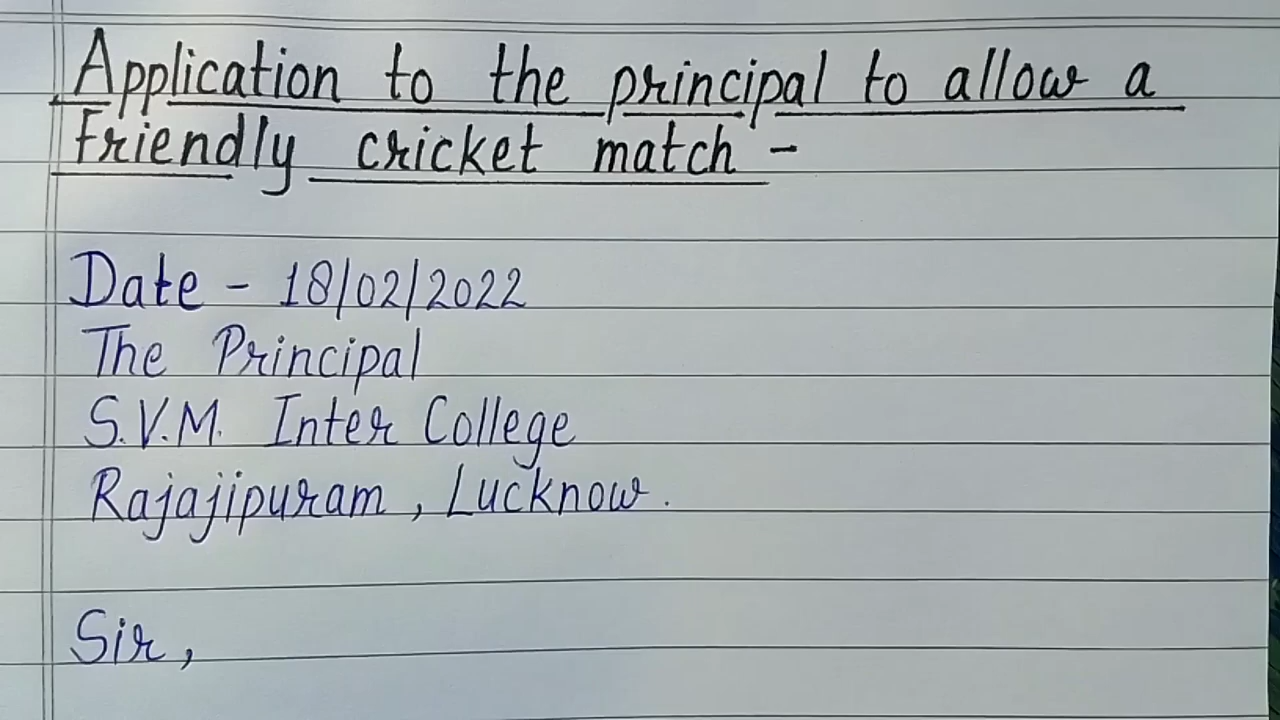 Application to the principal to allow a
friendly cricket match -
Date - 18/02/2022
The Principal
S.V.M. Inter College
Rajajipuram, Lucknow.
Sir,